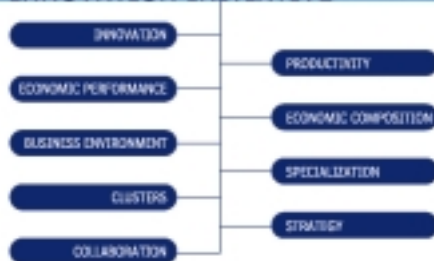 INNOVATION
PRODUCTIVITY
ECONOMIC PERFORMANCE
ECONOMIC COMPOSITION
BUSINESS ENVIRONMENT
SPECIALIZATION
CLUSTERS
STRATEGY
COLLABORATION